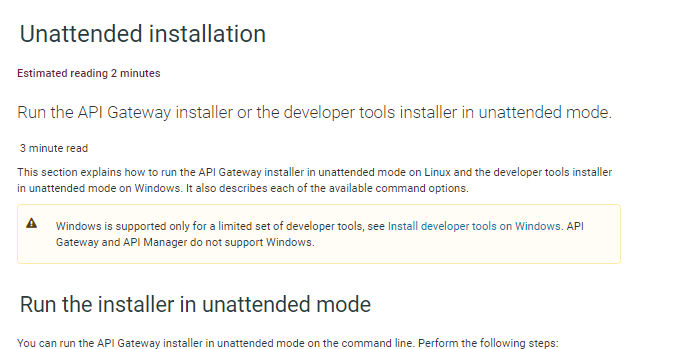 Unattended installation
Estimated reading 2 minutes
Run the API Gateway installer or the developer tools installer in unattended mode.
3 minute read
This section explains how to run the API Gateway installer in unattended mode on Linux and the developer tools installer
in unattended mode on Windows. It also describes each of the available command options.
Windows is supported only for a limited set of developer tools, see Install developer tools on Windows. API
Gateway and API Manager do not support Windows.
Run the installer in unattended mode
You can run the API Gateway installer in unattended mode on the command line. Perform the following steps: